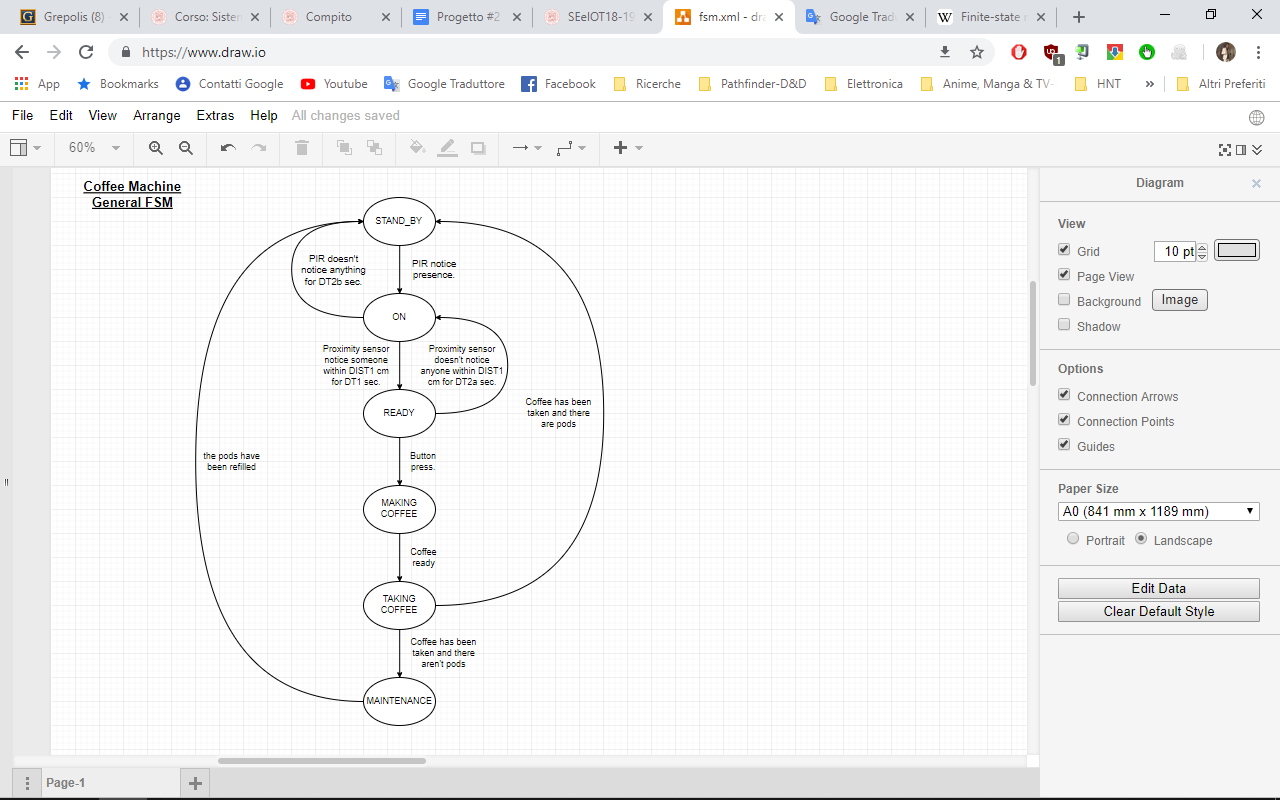 Grepolis (8)
Corso: Sister
Compito
Progetto #2
SEeIOT18-19
fsm.xml - dra
Google Trad
Finite-state m
https://www.draw.io
1
App
Bookmarks
Contatti Google
Youtube
Google Traduttore
Facebook
Ricerche
Pathfinder-D&D
Elettronica
Anime, Manga & TV-
HNT
»
Altri Preferiti
File
Edit
View
Arrange
Extras
Help
All changes saved
60%
Coffee Machine
General FSM
STAND_BY
PIR doesn't
notice anything
for DT2b sec.
PIR notice
presence.
ON
Proximity sensor
notice someone
within DIST1 cm
for DT1 sec.
Proximity sensor
doesn't notice
anyone within DIST1
cm for DT2a sec.
READY
Coffee has been
taken and there
are pods
the pods have
been refilled
Button
press.
MAKING
COFFEE
Coffee
ready
TAKING
COFFEE
Coffee has been
taken and there
aren't pods
MAINTENANCE
Diagram
View
Grid
10 pt
Page View
Background
Image
Shadow
Options
Connection Arrows
Connection Points
Guides
Paper Size
A0 (841 mm x 1189 mm)
Portrait
Landscape
Edit Data
Clear Default Style
Page-1